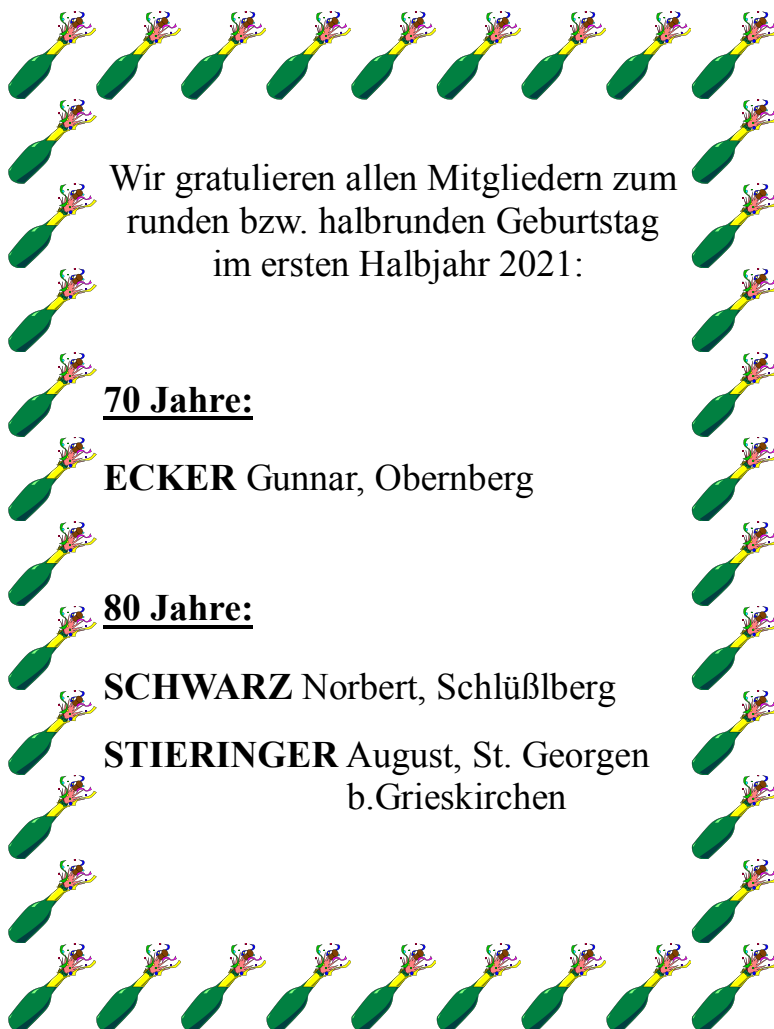 Wir gratulieren allen Mitgliedern zum
runden bzw. halbrunden Geburtstag
im ersten Halbjahr 2021:
70 Jahre:
ECKER Gunnar, Obernberg
80 Jahre:
SCHWARZ Norbert, Schlüßlberg
STIERINGER August, St. Georgen
b.Grieskirchen